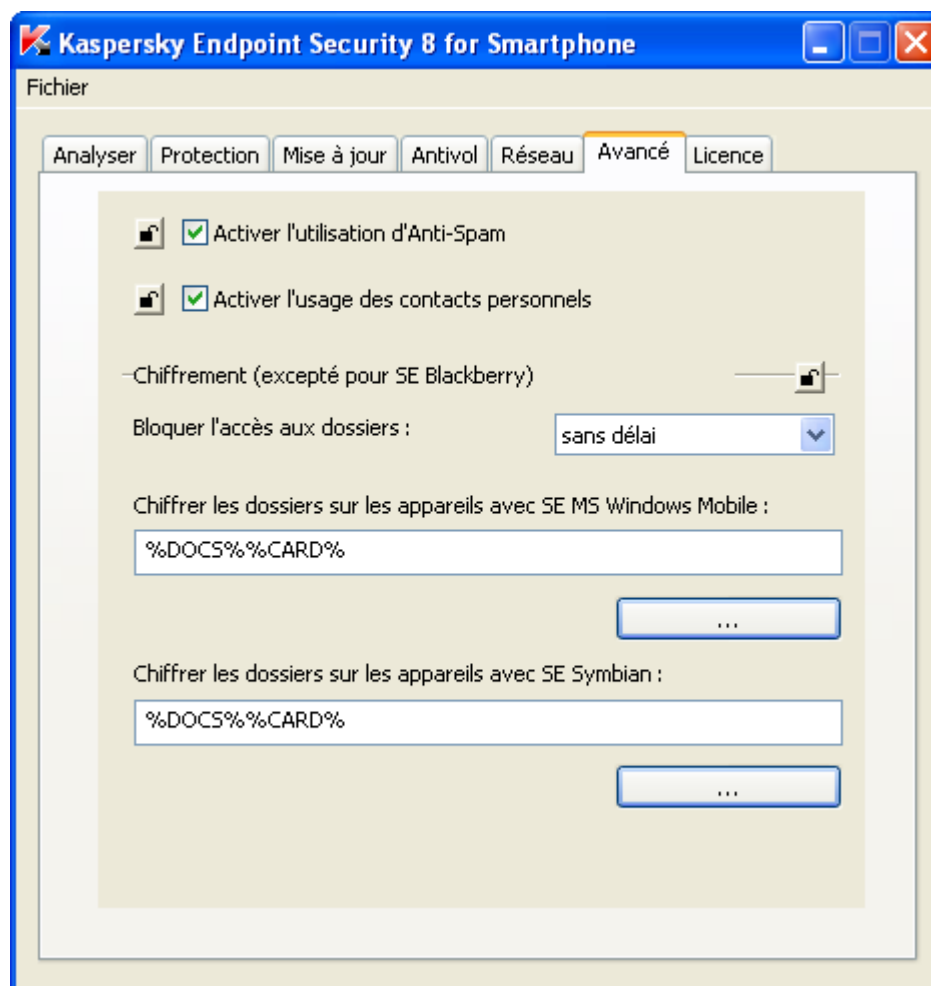 Kaspersky Endpoint Security 8 for Smartphone
Fichier
Analyser Protection Mise à jour Antivol Réseau Avancé Licence
Activer l'utilisation d'Anti-Spam
Activer l'usage des contacts personnels
Chiffrement (excepté pour SE Blackberry)
Bloquer l'accès aux dossiers : sans délai
Chiffrer les dossiers sur les appareils avec SE MS Windows Mobile :
%DOCS%%CARD%
...
Chiffrer les dossiers sur les appareils avec SE Symbian :
%DOCS%%CARD%
...